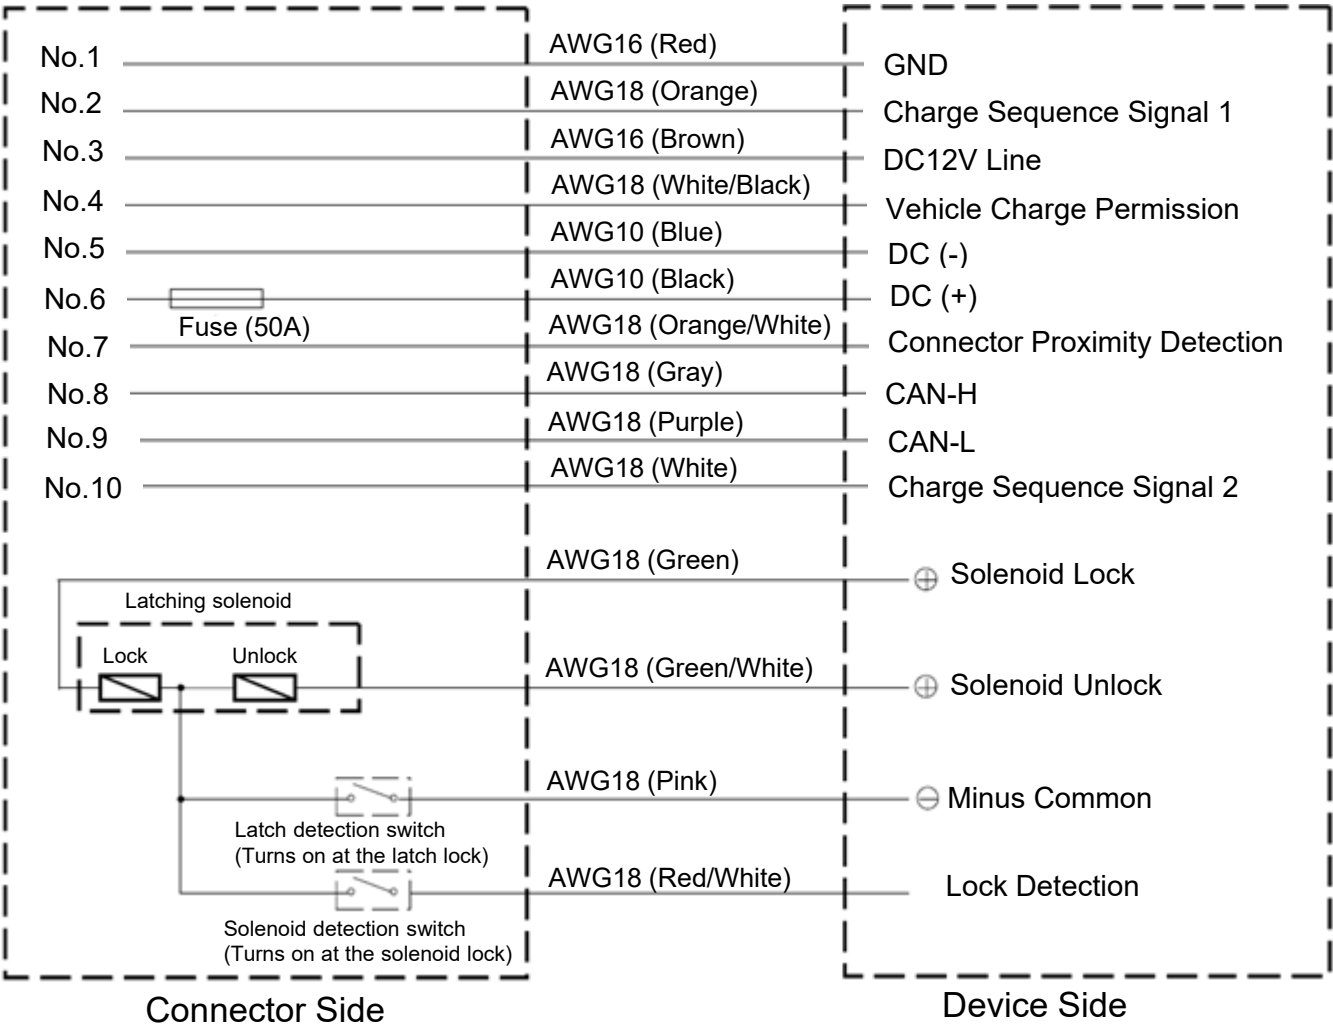 No.1 AWG16 (Red) GND
No.2 AWG18 (Orange) Charge Sequence Signal 1
No.3 AWG16 (Brown) DC12V Line
No.4 AWG18 (White/Black) Vehicle Charge Permission
No.5 AWG10 (Blue) DC (-)
No.6 AWG10 (Black) DC (+)
Fuse (50A)
No.7 AWG18 (Orange/White) Connector Proximity Detection
No.8 AWG18 (Gray) CAN-H
No.9 AWG18 (Purple) CAN-L
No.10 AWG18 (White) Charge Sequence Signal 2
AWG18 (Green) Solenoid Lock
Latching solenoid
Lock Unlock AWG18 (Green/White) Solenoid Unlock
AWG18 (Pink) Minus Common
Latch detection switch
(Turns on at the latch lock)
AWG18 (Red/White) Lock Detection
Solenoid detection switch
(Turns on at the solenoid lock)
Connector Side Device Side